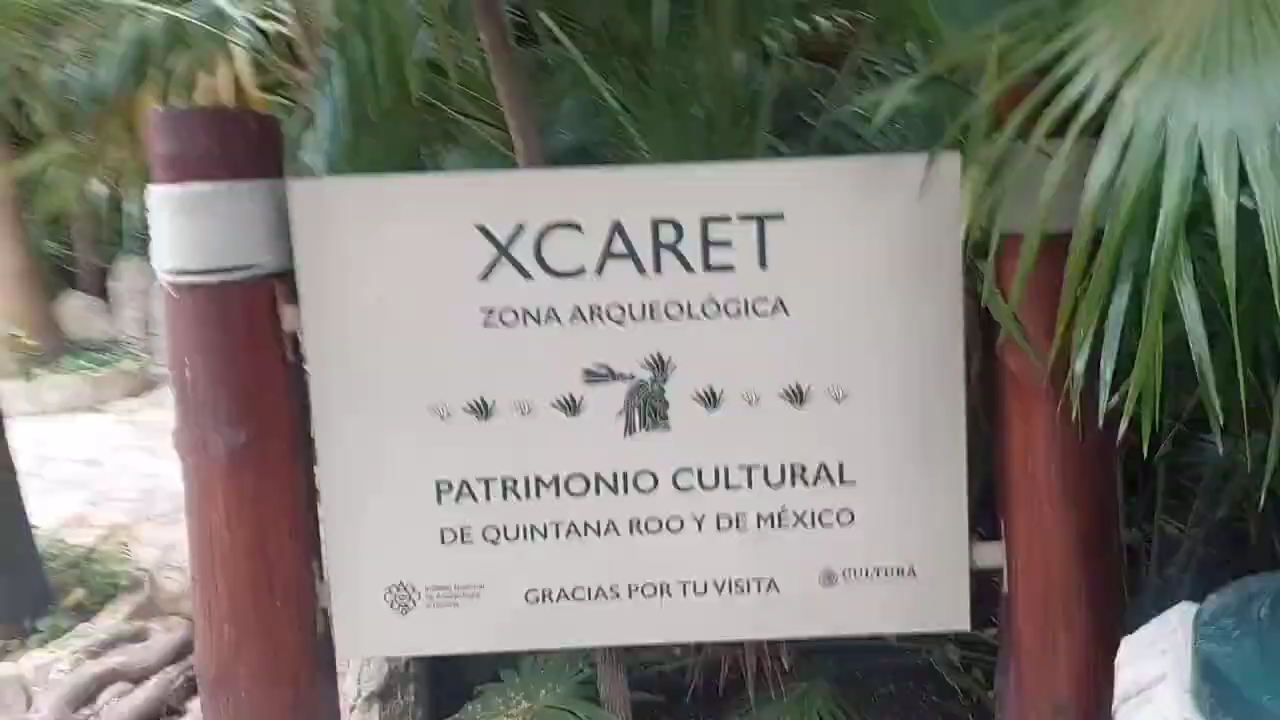 XCARET
ZONA ARQUEOLÓGICA
PATRIMONIO CULTURAL
DE QUINTANA ROO Y DE MÉXICO
GRACIAS POR TU VISITA
CULTURA